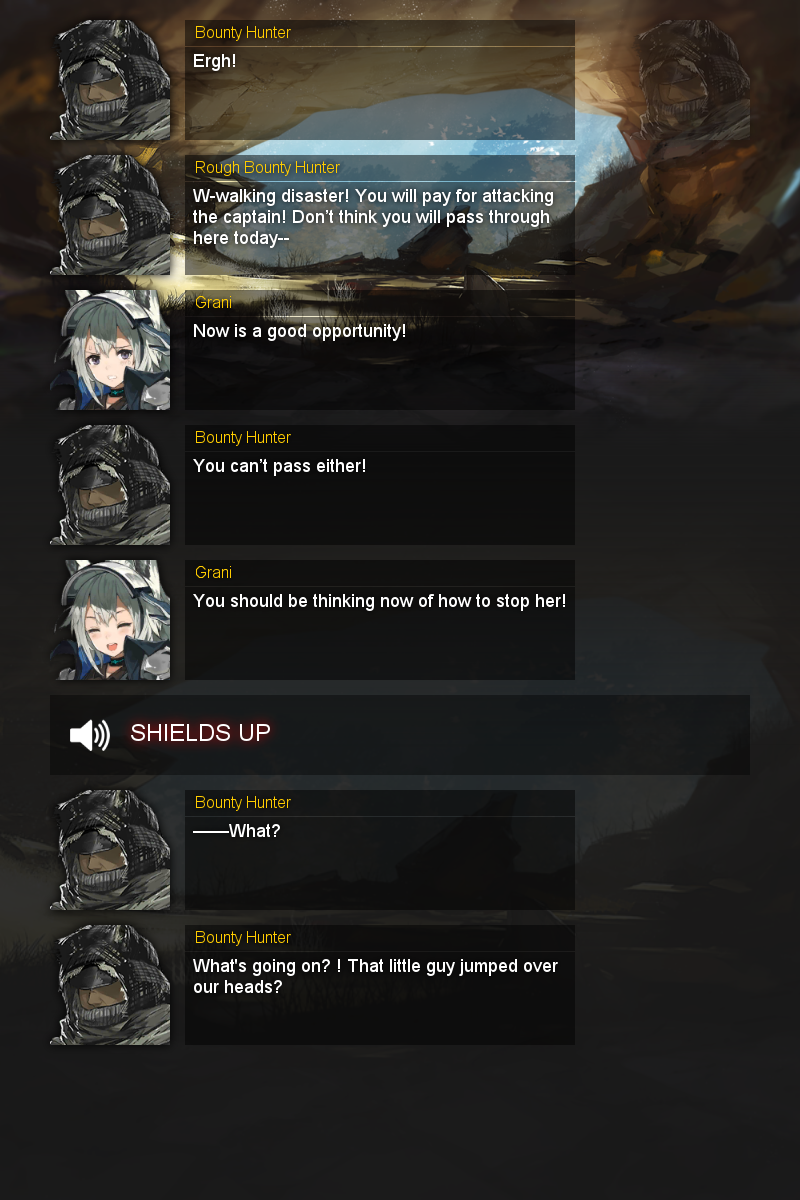 Bounty Hunter
Ergh!
Rough Bounty Hunter
W-walking disaster! You will pay for attacking
the captain! Don’t think you will pass through
here today--
Grani
Now is a good opportunity!
Bounty Hunter
You can’t pass either!
Grani
You should be thinking now of how to stop her!
SHIELDS UP
Bounty Hunter
——What?
Bounty Hunter
What's going on? ! That little guy jumped over
our heads?